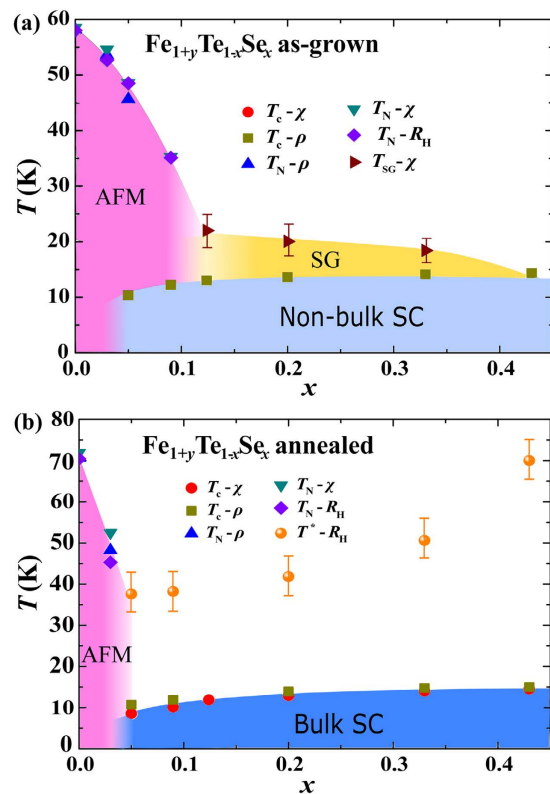 (a)
Fe1+yTe1-xSex as-grown
Tc - χ
Tc - ρ
TN - ρ
TN - χ
TN - RH
TSG - χ
AFM
SG
Non-bulk SC
T (K)
60
50
40
30
20
10
0
0.0 0.1 0.2 0.3 0.4
x
(b)
Fe1+yTe1-xSex annealed
Tc - χ
Tc - ρ
TN - ρ
TN - χ
TN - RH
T* - RH
AFM
Bulk SC
T (K)
80
70
60
50
40
30
20
10
0
0.0 0.1 0.2 0.3 0.4
x